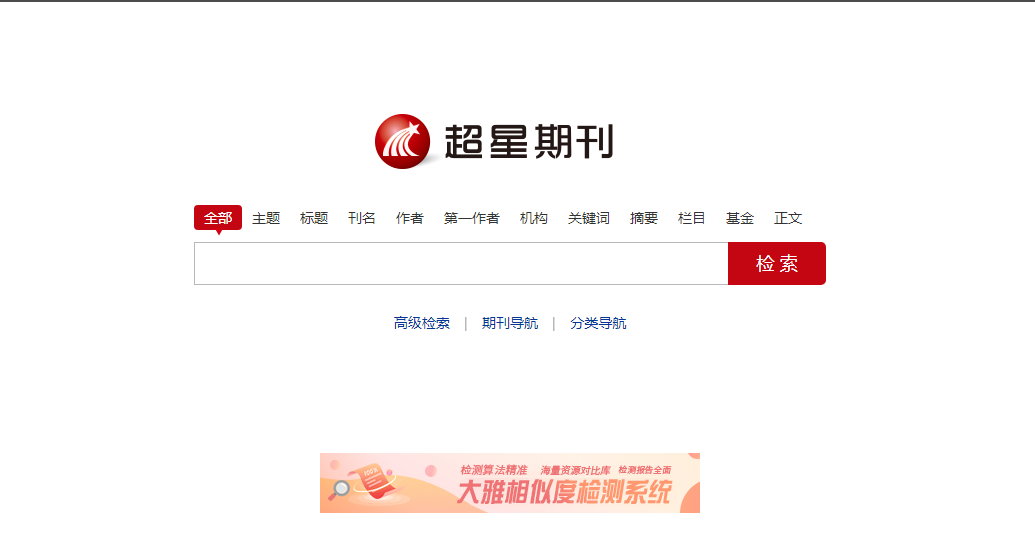 超星期刊
全部 主题 标题 刊名 作者 第一作者 机构 关键词 摘要 栏目 基金 正文
检索
高级检索 | 期刊导航 | 分类导航
100%
检测算法精准 海量资源对比库 检测报告全面
大雅相似度检测系统